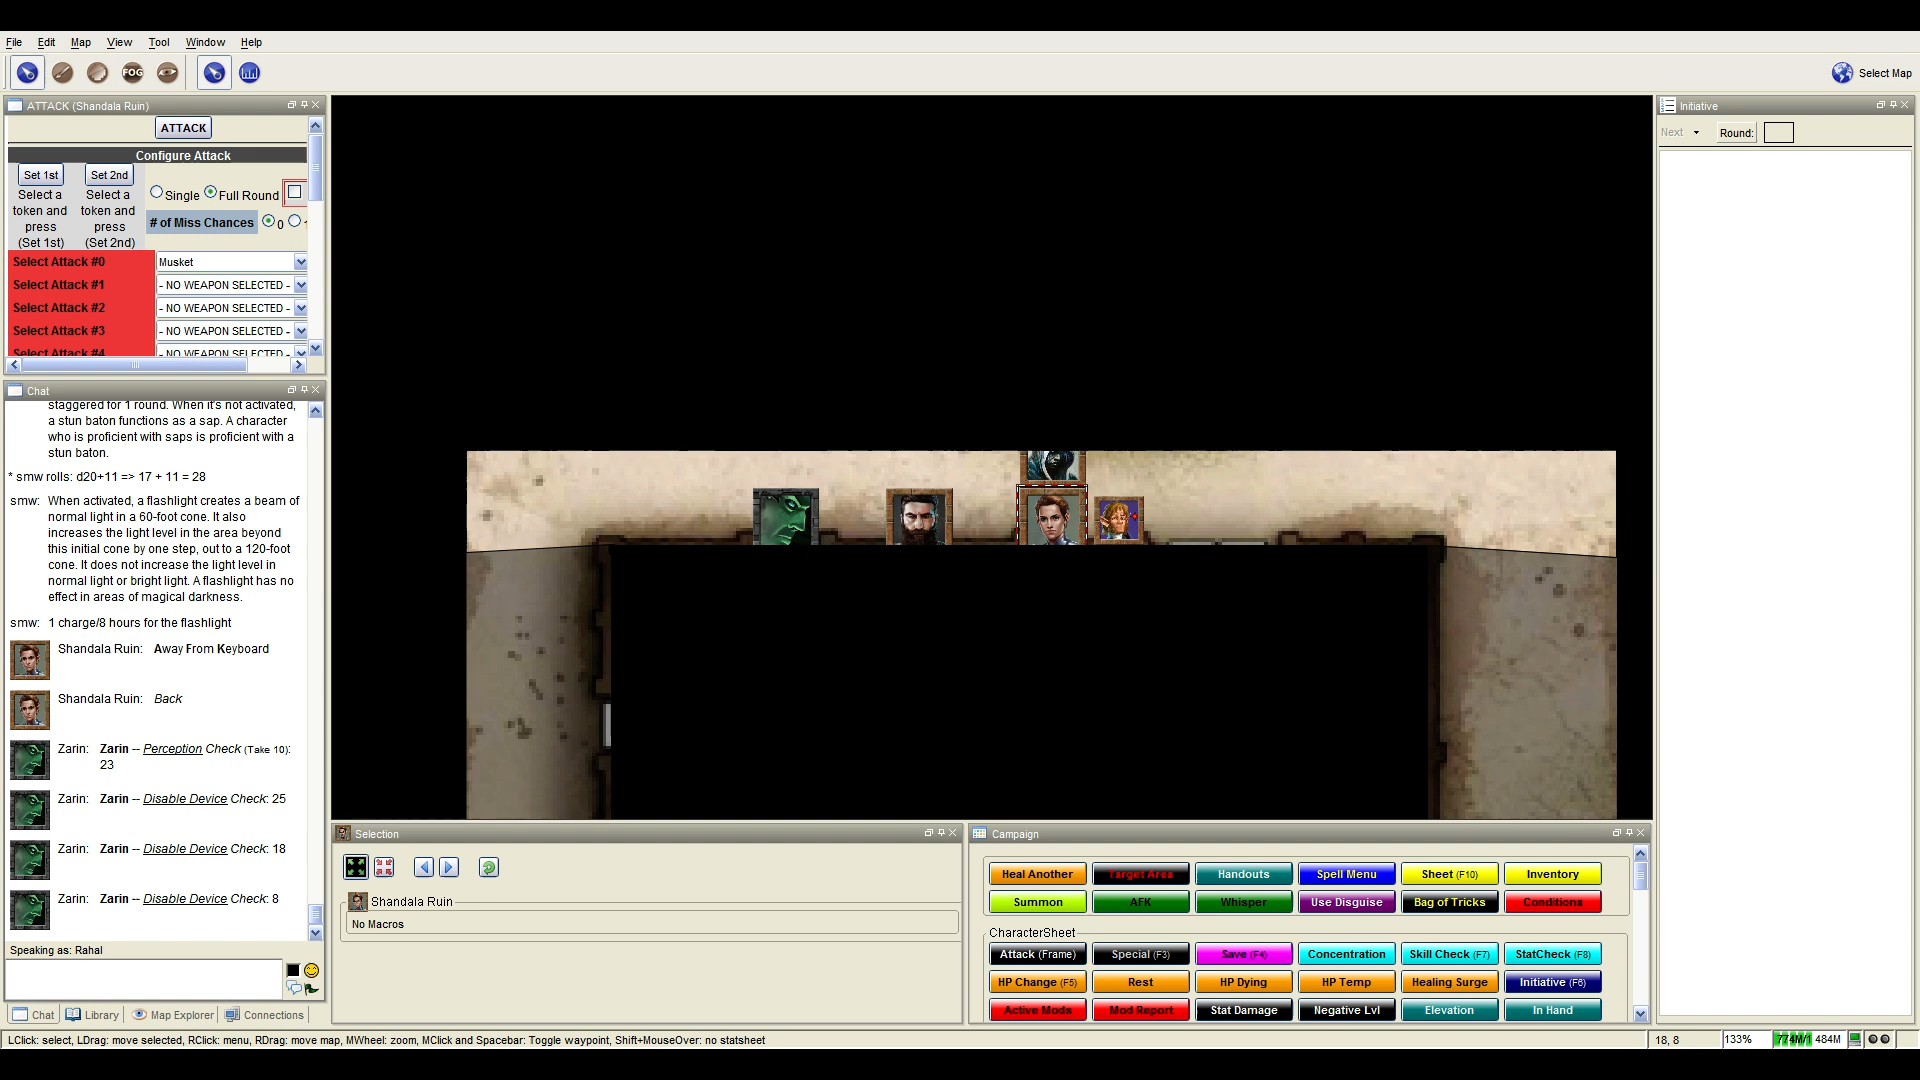 File Edit Map View Tool Window Help
FOG
Select Map
ATTACK (Shandala Ruin)
ATTACK
Configure Attack
Set 1st Set 2nd
Select a token and press (Set 1st)
Select a token and press (Set 2nd)
Single Full Round
# of Miss Chances 0
Select Attack #0 Musket
Select Attack #1 - NO WEAPON SELECTED -
Select Attack #2 - NO WEAPON SELECTED -
Select Attack #3 - NO WEAPON SELECTED -
Select Attack #4 - NO WEAPON SELECTED -
Chat
staggered for 1 round. When it's not activated,
a stun baton functions as a sap. A character
who is proficient with saps is proficient with a
stun baton.
* smw rolls: d20+11 => 17 + 11 = 28
smw: When activated, a flashlight creates a beam of
normal light in a 60-foot cone. It also
increases the light level in the area beyond
this initial cone by one step, out to a 120-foot
cone. It does not increase the light level in
normal light or bright light. A flashlight has no
effect in areas of magical darkness.
smw: 1 charge/8 hours for the flashlight
Shandala Ruin: Away From Keyboard
Shandala Ruin: Back
Zarin: Zarin -- Perception Check (Take 10):
23
Zarin: Zarin -- Disable Device Check: 25
Zarin: Zarin -- Disable Device Check: 18
Zarin: Zarin -- Disable Device Check: 8
Speaking as: Rahal
Chat Library Map Explorer Connections
Selection
Shandala Ruin
No Macros
Campaign
Heal Another Target Area Handouts Spell Menu Sheet (F10) Inventory
Summon AFK Whisper Use Disguise Bag of Tricks Conditions
CharacterSheet
Attack (Frame) Special (F3) Save (F4) Concentration Skill Check (F7) StatCheck (F8)
HP Change (F5) Rest HP Dying HP Temp Healing Surge Initiative (F6)
Active Mods Mod Report Stat Damage Negative Lvl Elevation In Hand
Initiative
Next Round:
LClick: select, LDrag: move selected, RClick: menu, RDrag: move map, MWheel: zoom, MClick and Spacebar: Toggle waypoint, Shift+MouseOver: no statsheet
18, 8 133% 774M/1 484M